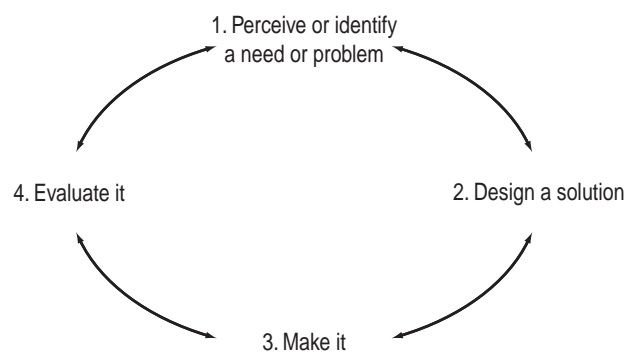 1. Perceive or identify
a need or problem
2. Design a solution
3. Make it
4. Evaluate it